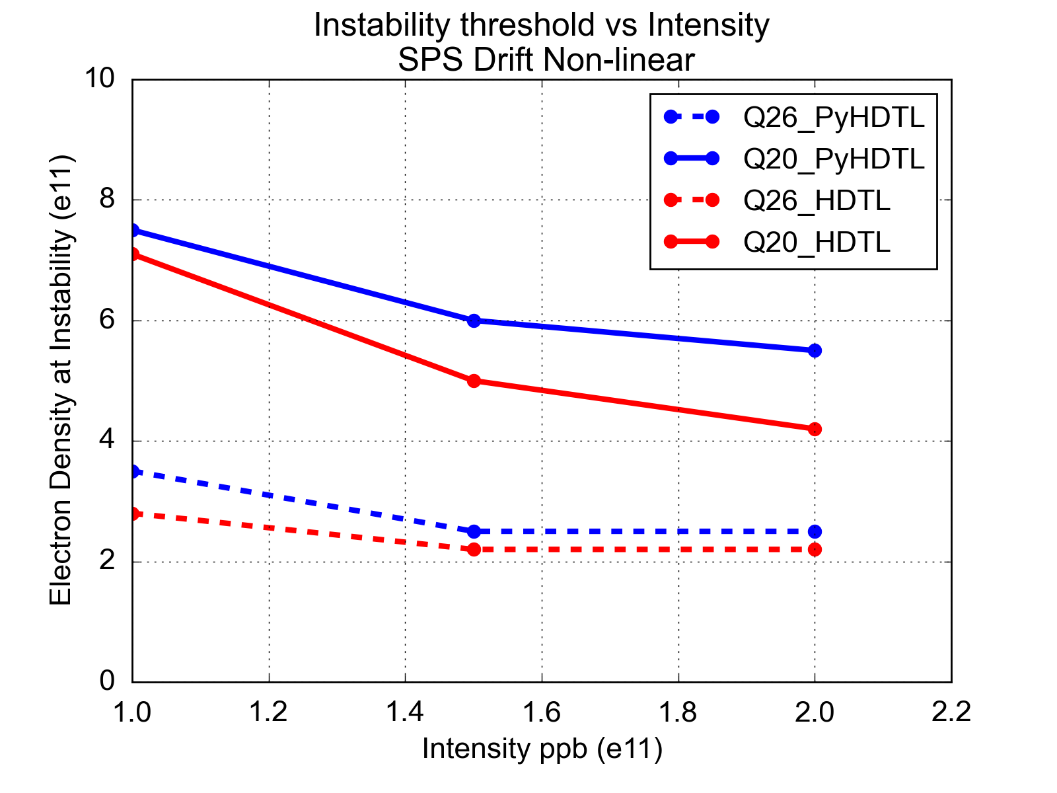 Instability threshold vs Intensity
SPS Drift Non-linear
Electron Density at Instability (e11)
10
8
6
4
2
0
Q26_PyHDTL
Q20_PyHDTL
Q26_HDTL
Q20_HDTL
1.0 1.2 1.4 1.6 1.8 2.0 2.2
Intensity ppb (e11)